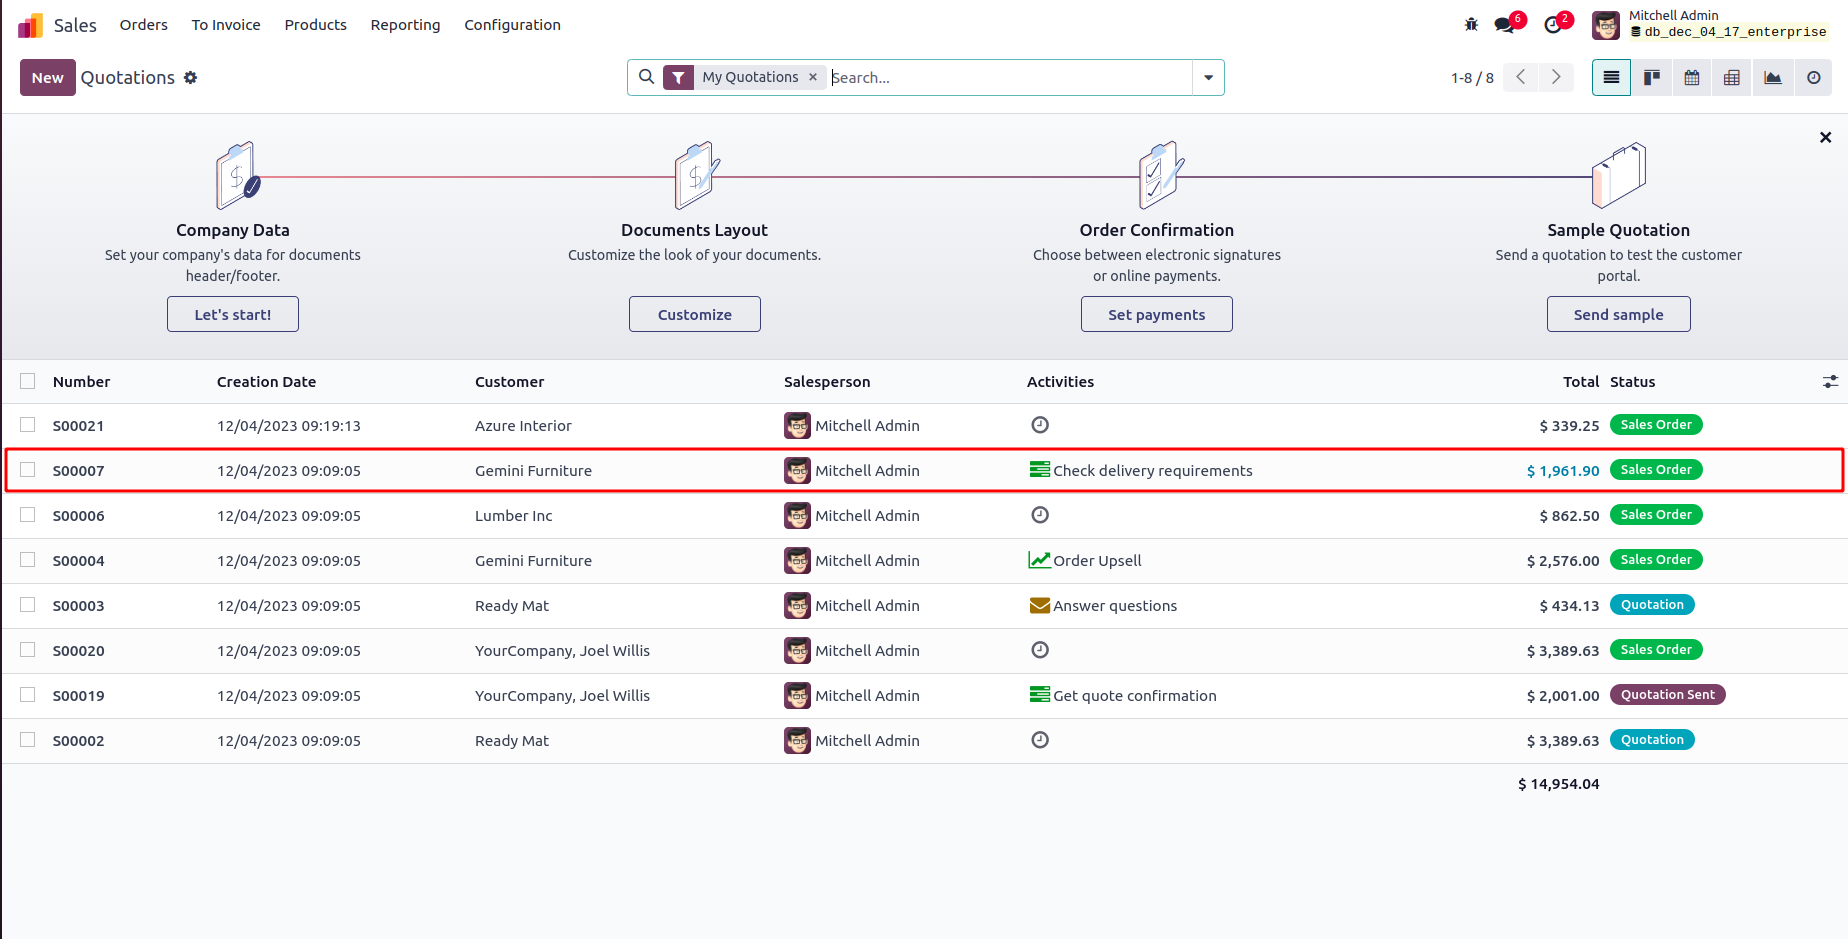 Sales Orders To Invoice Products Reporting Configuration 6 2 Mitchell Admin
db_dec_04_17_enterprise
New Quotations My Quotations × Search... 1-8 / 8
Company Data
Set your company's data for documents
header/footer.
Let's start!
Documents Layout
Customize the look of your documents.
Customize
Order Confirmation
Choose between electronic signatures
or online payments.
Set payments
Sample Quotation
Send a quotation to test the customer
portal.
Send sample
Number Creation Date Customer Salesperson Activities Total Status
S00021 12/04/2023 09:19:13 Azure Interior Mitchell Admin $ 339.25 Sales Order
S00007 12/04/2023 09:09:05 Gemini Furniture Mitchell Admin Check delivery requirements $ 1,961.90 Sales Order
S00006 12/04/2023 09:09:05 Lumber Inc Mitchell Admin $ 862.50 Sales Order
S00004 12/04/2023 09:09:05 Gemini Furniture Mitchell Admin Order Upsell $ 2,576.00 Sales Order
S00003 12/04/2023 09:09:05 Ready Mat Mitchell Admin Answer questions $ 434.13 Quotation
S00020 12/04/2023 09:09:05 YourCompany, Joel Willis Mitchell Admin $ 3,389.63 Sales Order
S00019 12/04/2023 09:09:05 YourCompany, Joel Willis Mitchell Admin Get quote confirmation $ 2,001.00 Quotation Sent
S00002 12/04/2023 09:09:05 Ready Mat Mitchell Admin $ 3,389.63 Quotation
$ 14,954.04